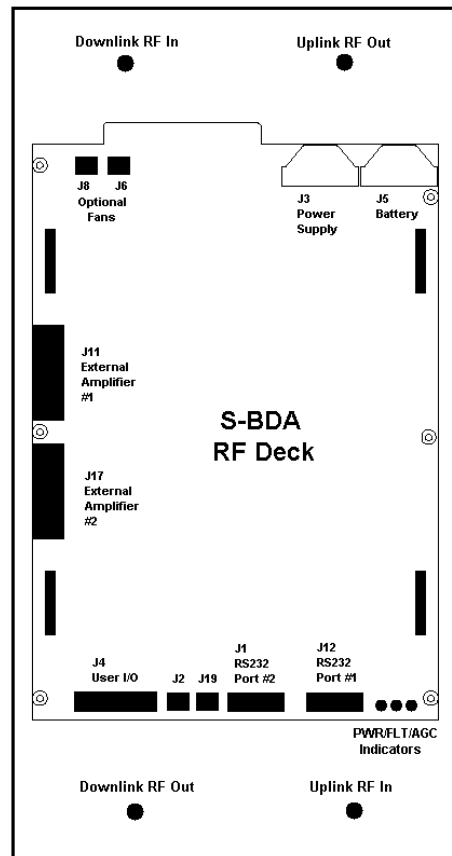 Downlink RF In
Uplink RF Out
J8
J6
Optional
Fans
J3
Power
Supply
J5
Battery
J11
External
Amplifier
#1
S-BDA
RF Deck
J17
External
Amplifier
#2
J4
User I/O
J2
J19
J1
RS232
Port #2
J12
RS232
Port #1
PWR/FLT/AGC
Indicators
Downlink RF Out
Uplink RF In